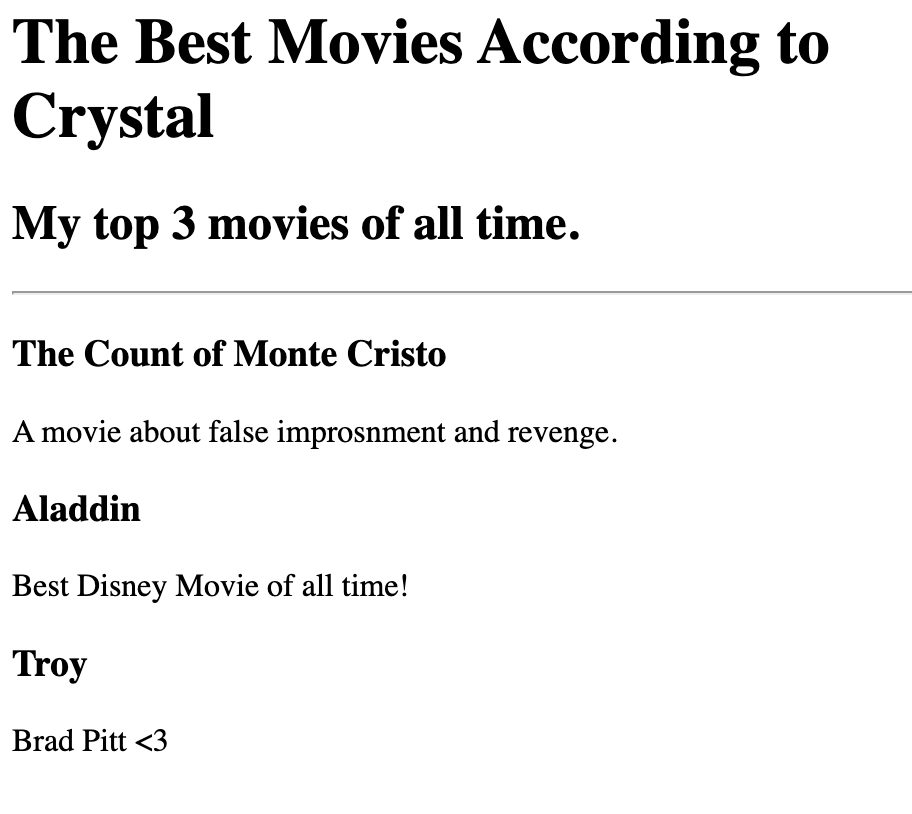 The Best Movies According to
Crystal
My top 3 movies of all time.
The Count of Monte Cristo
A movie about false improsnment and revenge.
Aladdin
Best Disney Movie of all time!
Troy
Brad Pitt <3